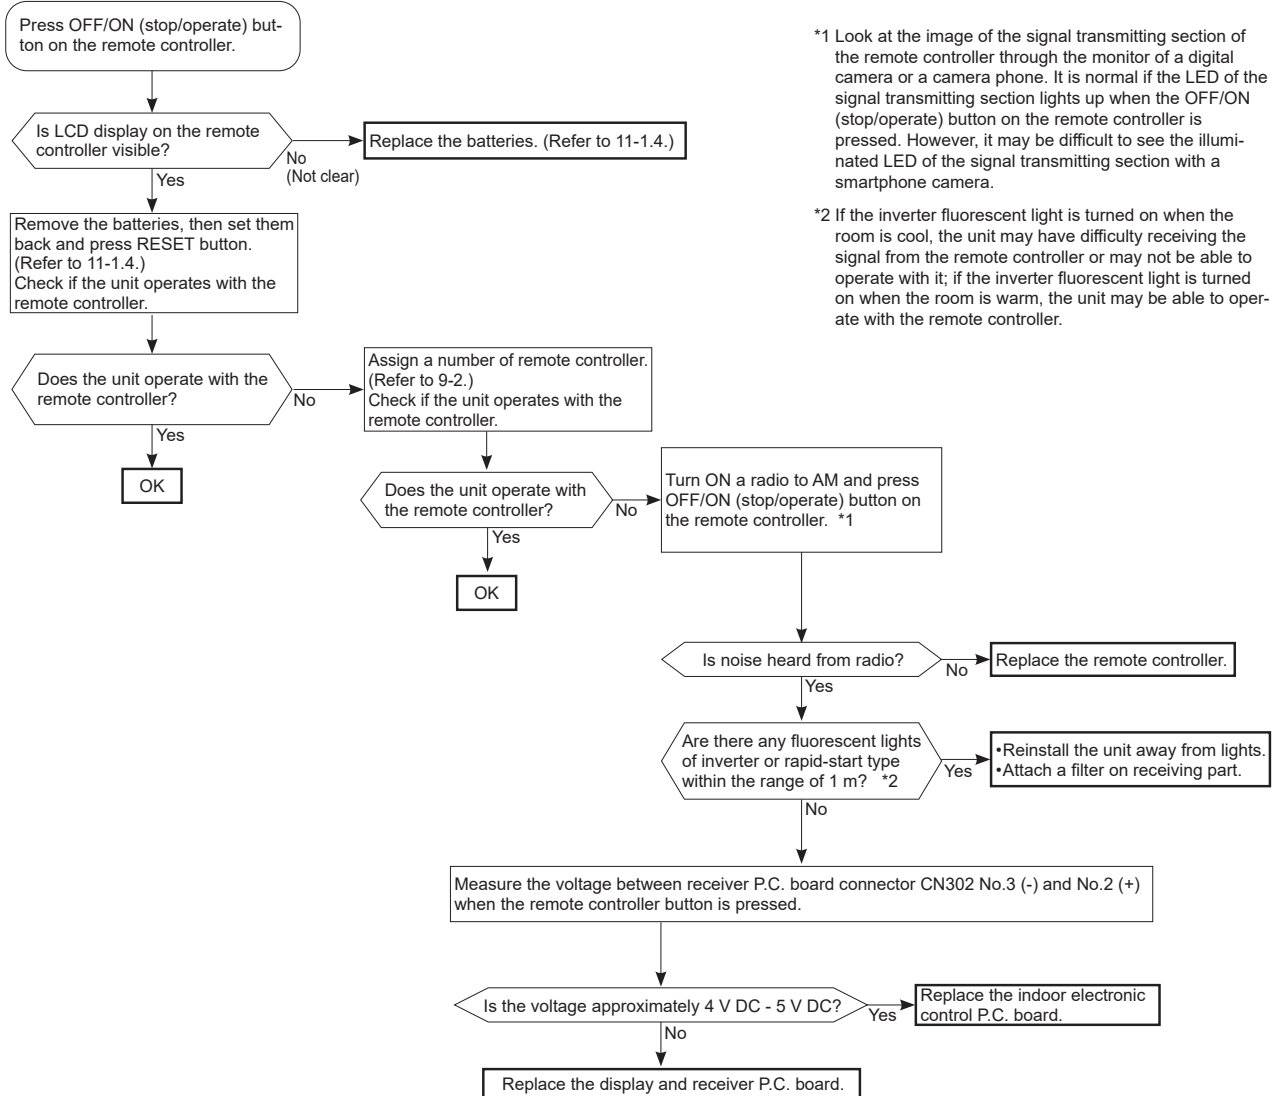 Press OFF/ON (stop/operate) but-
ton on the remote controller.
Is LCD display on the remote
controller visible?
No
(Not clear)
Replace the batteries. (Refer to 11-1.4.)
Yes
Remove the batteries, then set them
back and press RESET button.
(Refer to 11-1.4.)
Check if the unit operates with the
remote controller.
Does the unit operate with the
remote controller?
No
Yes
OK
Assign a number of remote controller.
(Refer to 9-2.)
Check if the unit operates with the
remote controller.
Does the unit operate with
the remote controller?
No
Yes
OK
Turn ON a radio to AM and press
OFF/ON (stop/operate) button on
the remote controller. *1
Is noise heard from radio?
No
Replace the remote controller.
Yes
Are there any fluorescent lights
of inverter or rapid-start type
within the range of 1 m? *2
Yes
•Reinstall the unit away from lights.
•Attach a filter on receiving part.
No
Measure the voltage between receiver P.C. board connector CN302 No.3 (-) and No.2 (+)
when the remote controller button is pressed.
Is the voltage approximately 4 V DC - 5 V DC?
Yes
Replace the indoor electronic
control P.C. board.
No
Replace the display and receiver P.C. board.
*1 Look at the image of the signal transmitting section of
the remote controller through the monitor of a digital
camera or a camera phone. It is normal if the LED of the
signal transmitting section lights up when the OFF/ON
(stop/operate) button on the remote controller is
pressed. However, it may be difficult to see the illumi-
nated LED of the signal transmitting section with a
smartphone camera.
*2 If the inverter fluorescent light is turned on when the
room is cool, the unit may have difficulty receiving the
signal from the remote controller or may not be able to
operate with it; if the inverter fluorescent light is turned
on when the room is warm, the unit may be able to oper-
ate with the remote controller.